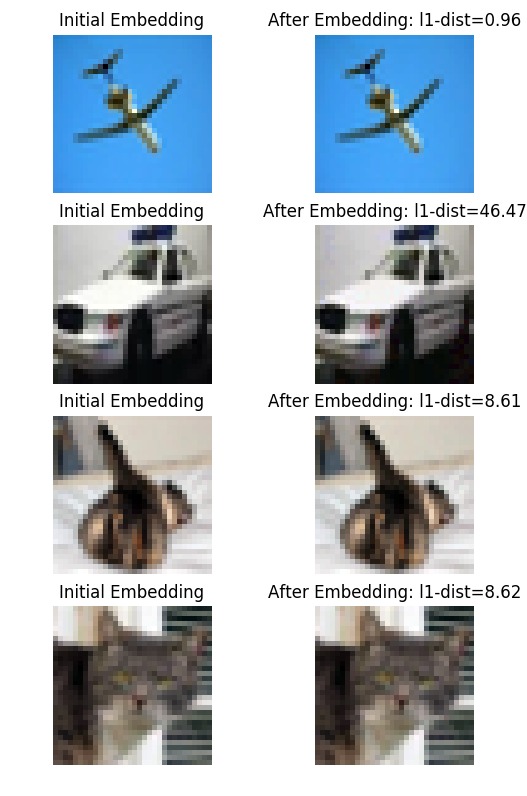 Initial Embedding After Embedding: l1-dist=0.96
Initial Embedding After Embedding: l1-dist=46.47
Initial Embedding After Embedding: l1-dist=8.61
Initial Embedding After Embedding: l1-dist=8.62